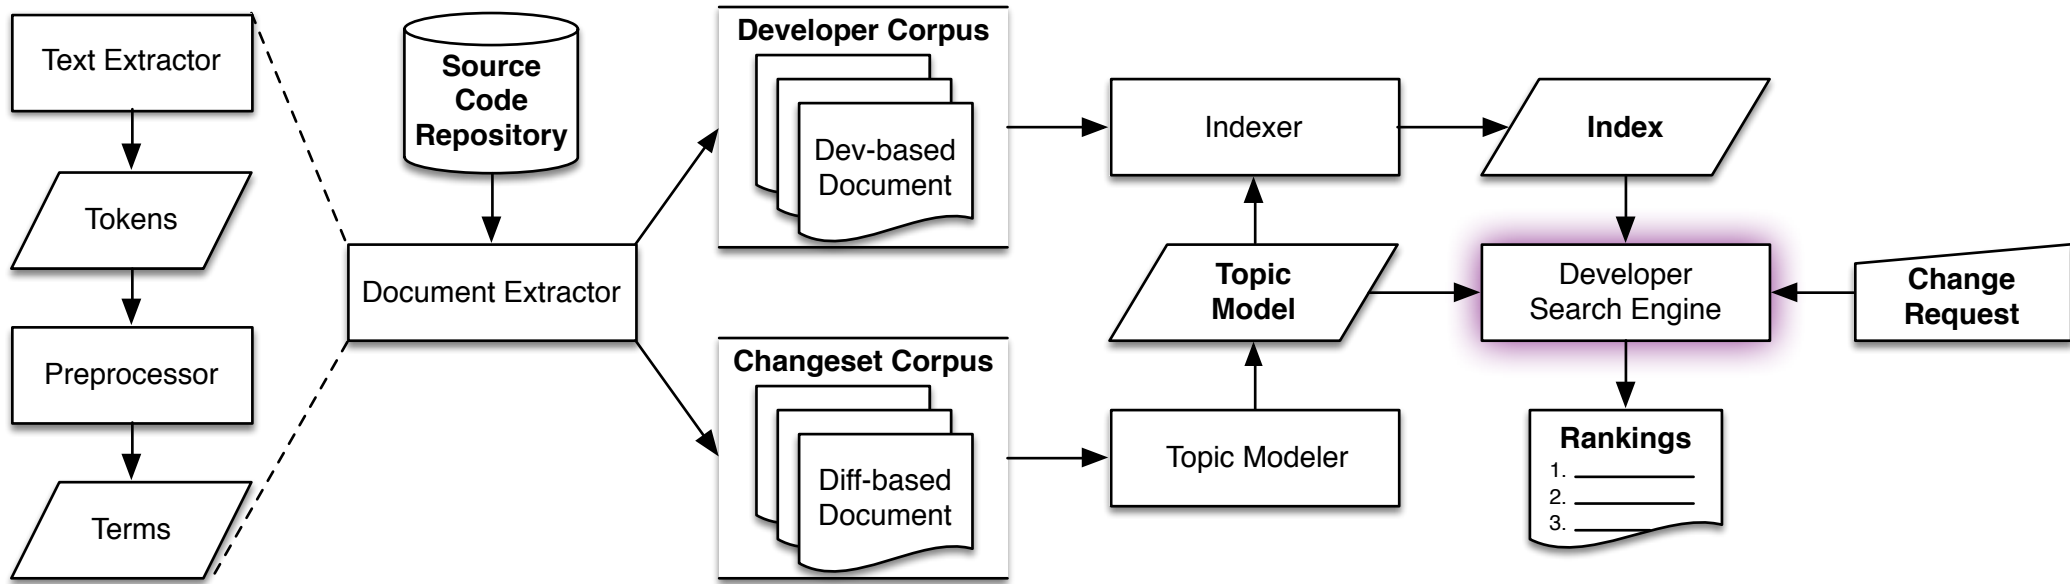 Text Extractor
Tokens
Preprocessor
Terms
Source
Code
Repository
Document Extractor
Developer Corpus
Dev-based
Document
Changeset Corpus
Diff-based
Document
Indexer
Topic
Model
Topic Modeler
Index
Developer
Search Engine
Change
Request
Rankings
1.
2.
3.